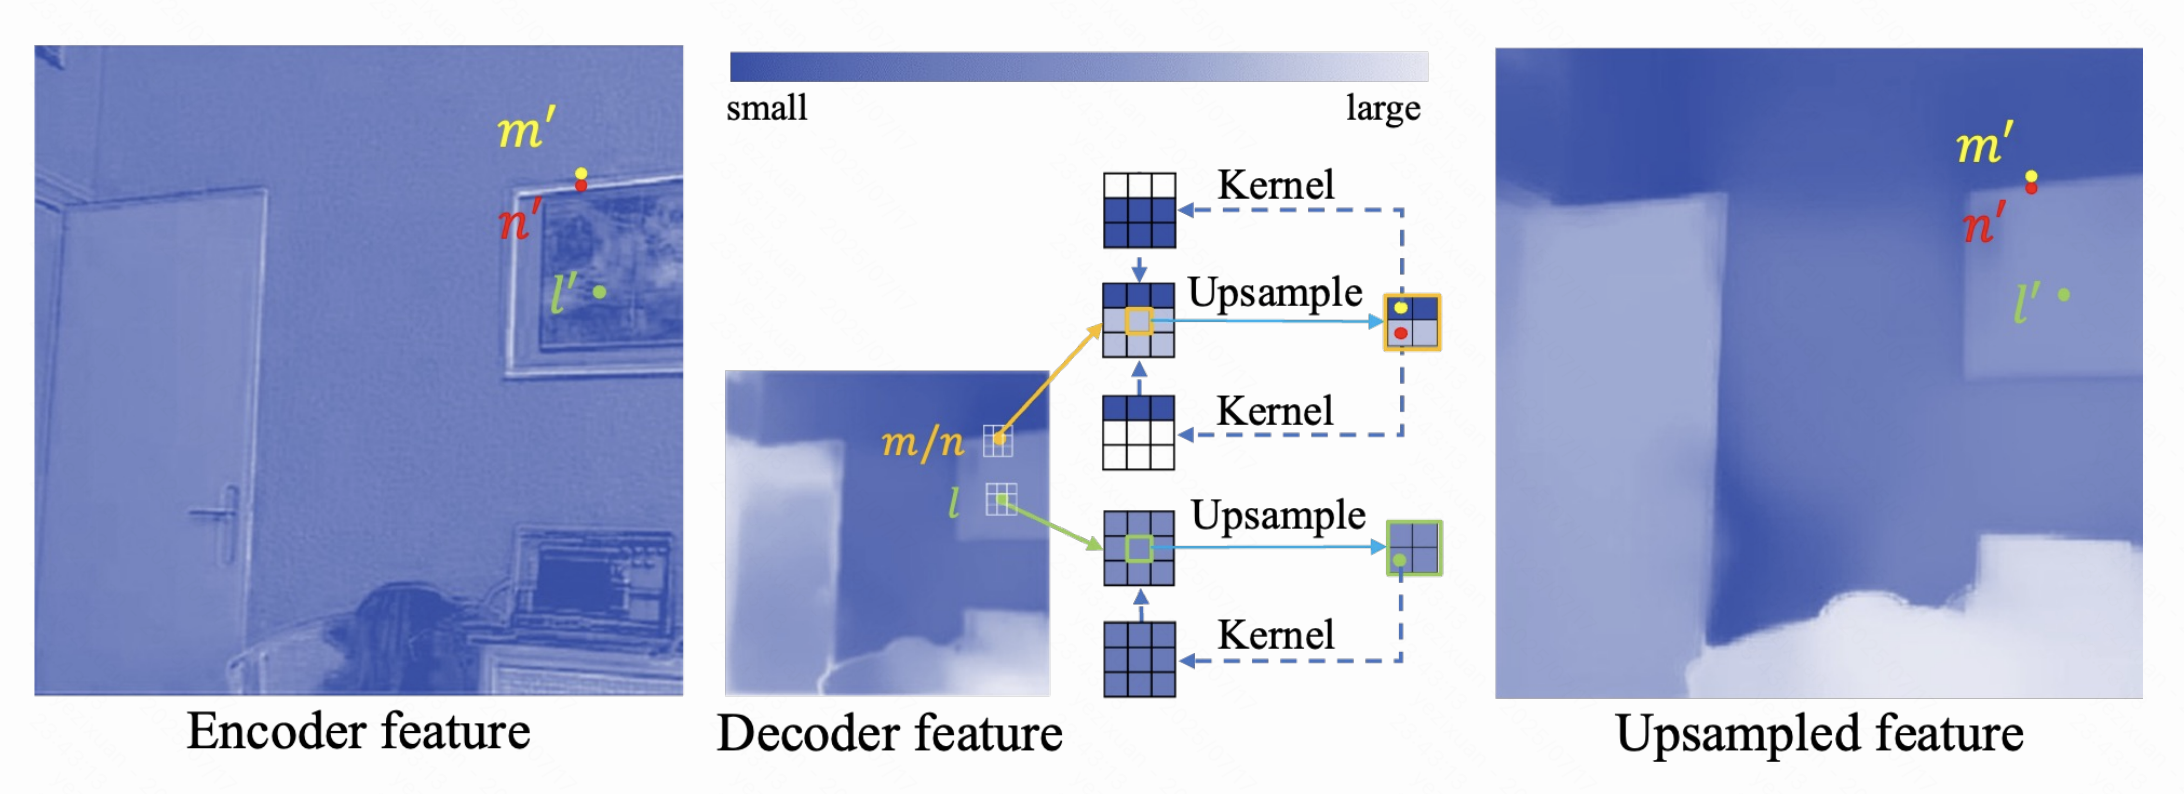 small
large
m′
n′
l′
Kernel
Upsample
Kernel
m/n
l
Upsample
Kernel
m′
n′
l′
Encoder feature
Decoder feature
Upsampled feature